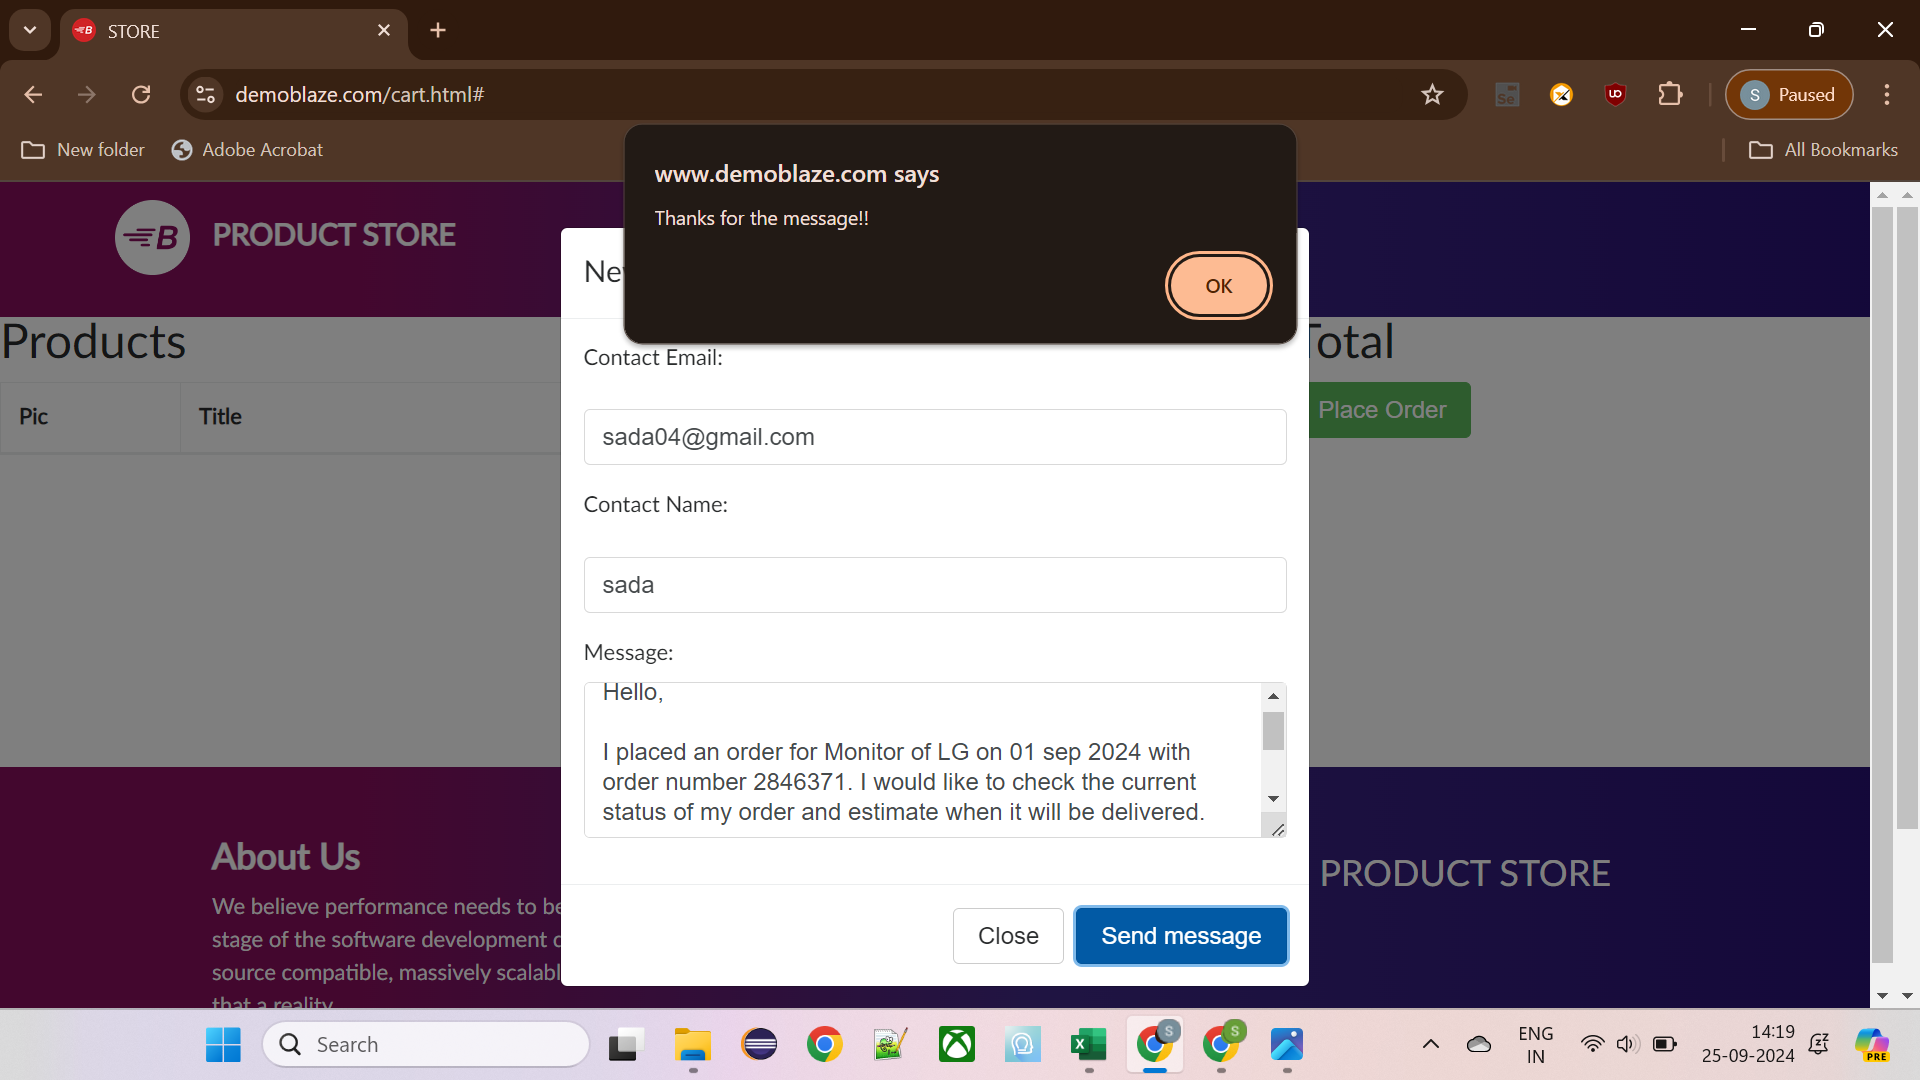 STORE
demoblaze.com/cart.html#
Paused
S
New folder
Adobe Acrobat
All Bookmarks
www.demoblaze.com says
Thanks for the message!!
OK
PRODUCT STORE
Products
Total
Pic
Title
Place Order
Contact Email:
sada04@gmail.com
Contact Name:
sada
Message:
Hello,
I placed an order for Monitor of LG on 01 sep 2024 with
order number 2846371. I would like to check the current
status of my order and estimate when it will be delivered.
Close
Send message
About Us
We believe performance needs to be
stage of the software development
source compatible, massively scalabl
that a reality
PRODUCT STORE
Search
ENG
IN
14:19
25-09-2024
PRE